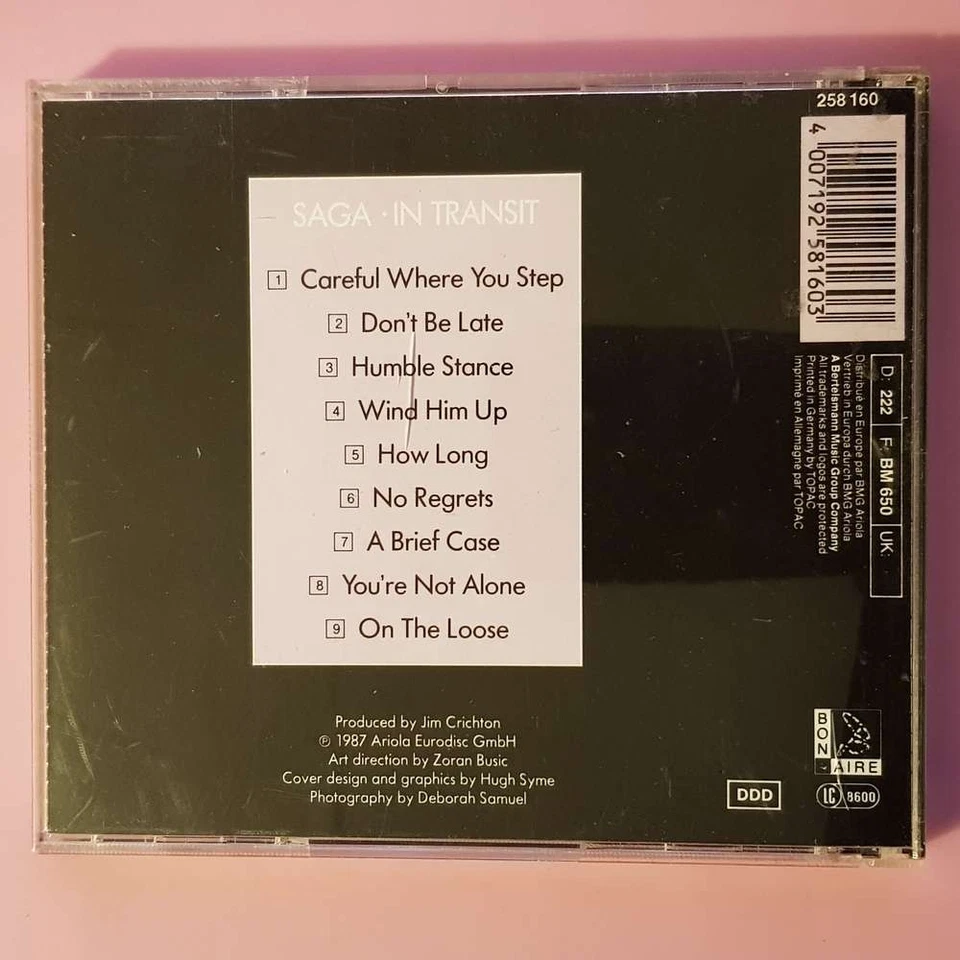 258 160
SAGA · IN TRANSIT
1 Careful Where You Step
2 Don't Be Late
3 Humble Stance
4 Wind Him Up
5 How Long
6 No Regrets
7 A Brief Case
8 You're Not Alone
9 On The Loose
4 007192 581603
D: 222 F: BM 650 UK:
Distribué en Europe par BMG Ariola
Vertrieb in Europa durch BMG Ariola
A Bertelsmann Music Group Company
All trademarks and logos are protected
Printed in Germany by TOPAC
Imprimé en Allemagne par TOPAC
Produced by Jim Crichton
℗ 1987 Ariola Eurodisc GmbH
Art direction by Zoran Busic
Cover design and graphics by Hugh Syme
Photography by Deborah Samuel
DDD
BON
AIRE
LC 8600